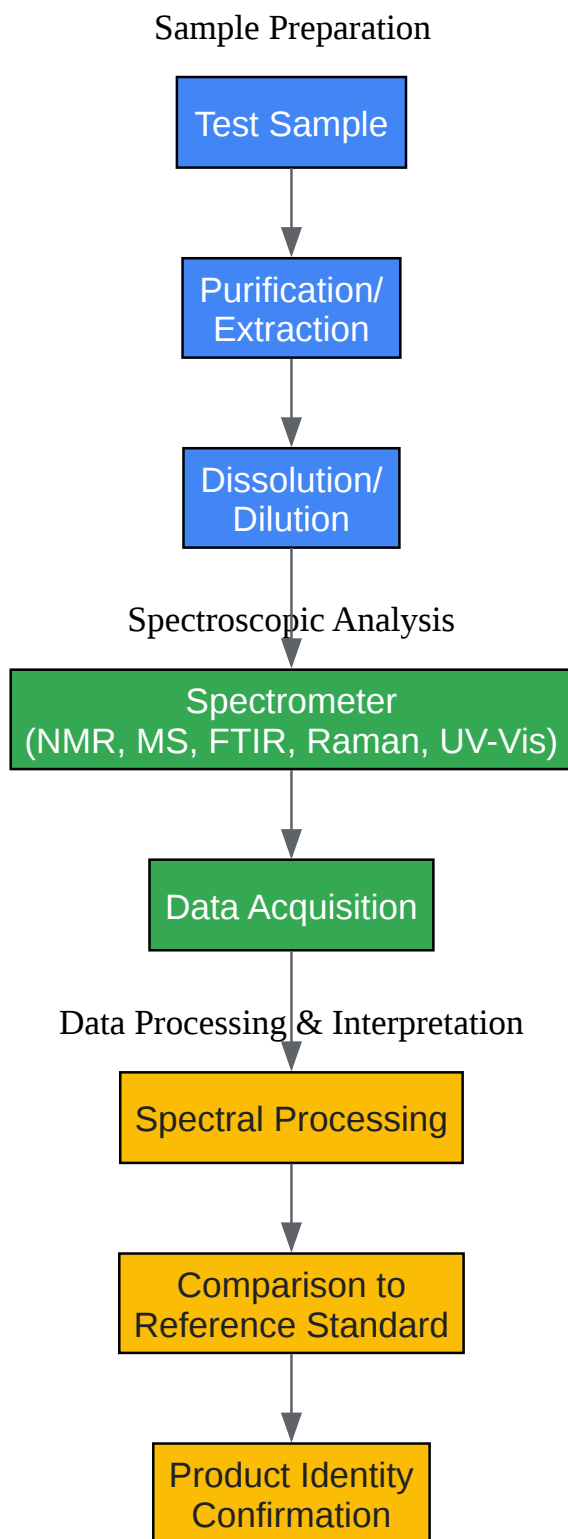 Sample Preparation
Test Sample
Purification/
Extraction
Dissolution/
Dilution
Spectroscopic Analysis
Spectrometer
(NMR, MS, FTIR, Raman, UV-Vis)
Data Acquisition
Data Processing & Interpretation
Spectral Processing
Comparison to
Reference Standard
Product Identity
Confirmation